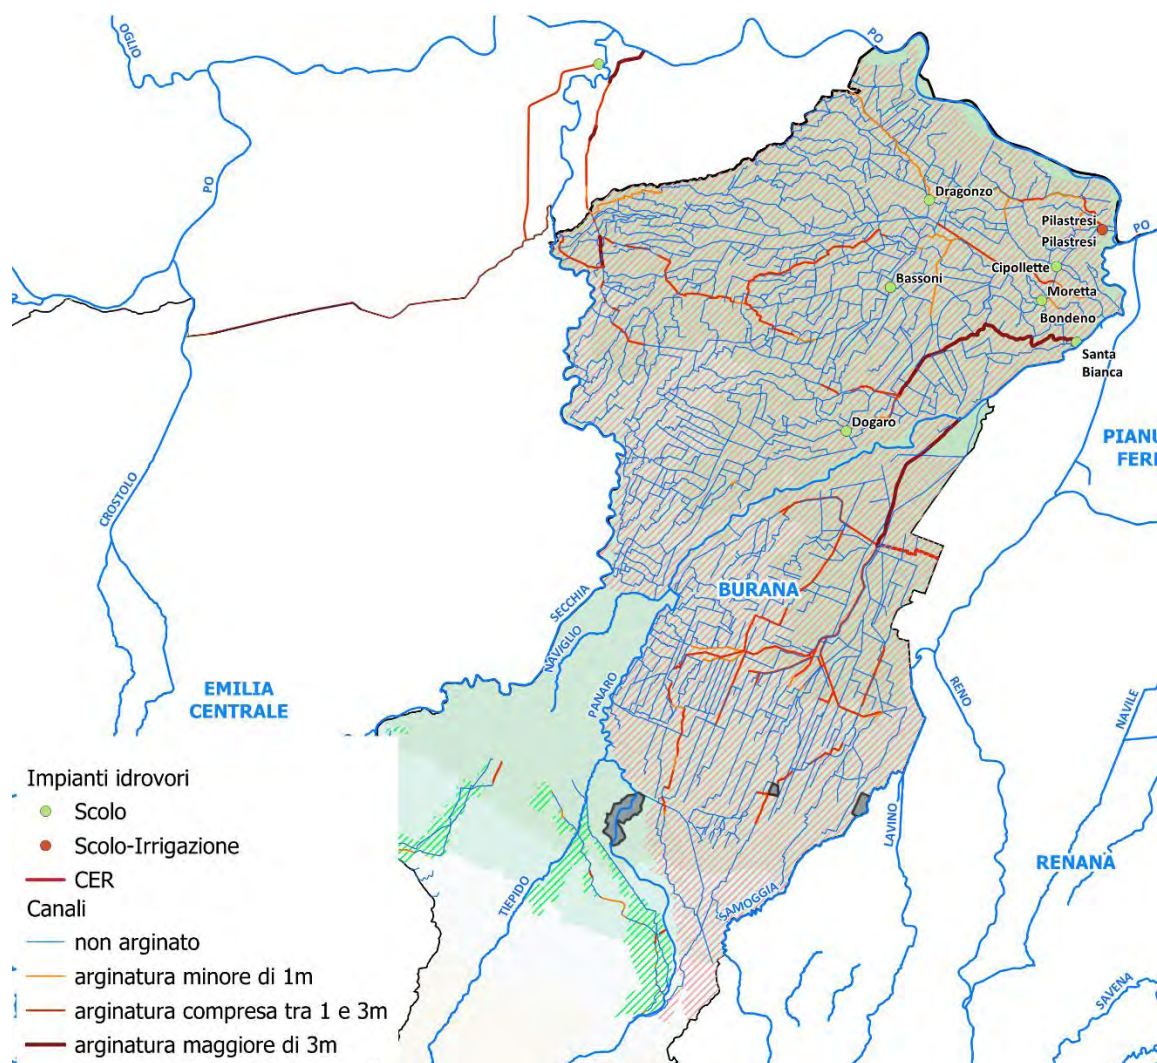 OGLIO
PO
PO
PO
Dragonzo
Pilastresi
Pilastresi
Cipollette
Bassoni
Moretta
Bondeno
Santa
Bianca
Dogaro
PIANU
FERI
CROSTOLO
SECCHIA
NAVIGLIO
BURANA
PANARO
EMILIA
CENTRALE
RENO
NAVILE
LAVINO
RENANA
TIEPIDO
SAMOGGIA
SAVENA
Impianti idrovori
Scolo
Scolo-Irrigazione
CER
Canali
non arginato
arginatura minore di 1m
arginatura compresa tra 1 e 3m
arginatura maggiore di 3m